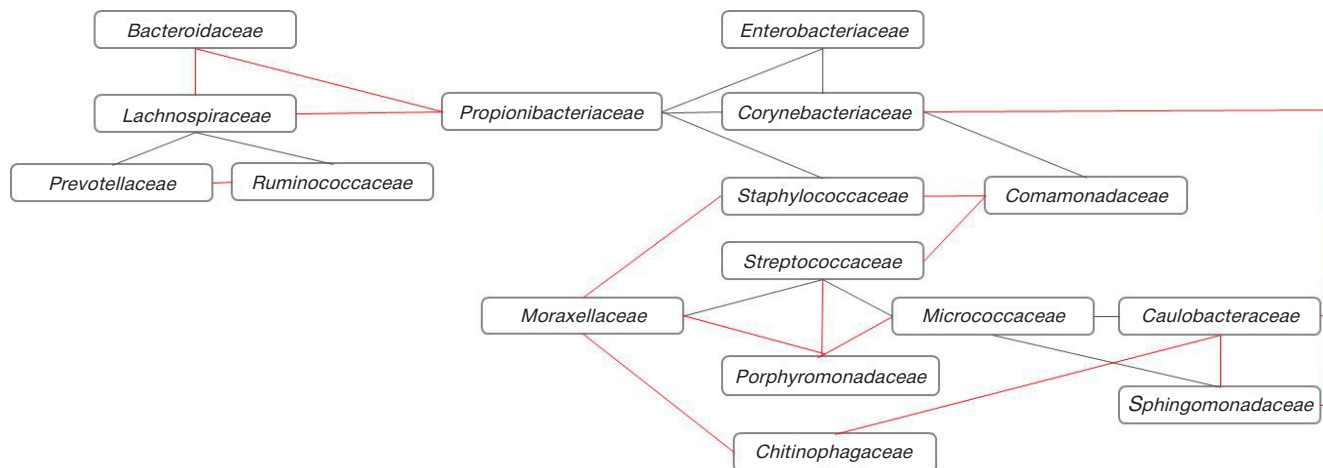 Bacteroidaceae
Enterobacteriaceae
Lachnospiraceae
Propionibacteriaceae
Corynebacteriaceae
Prevotellaceae
Ruminococcaceae
Staphylococcaceae
Comamonadaceae
Streptococcaceae
Moraxellaceae
Micrococcaceae
Caulobacteraceae
Porphyromonadaceae
Sphingomonadaceae
Chitinophagaceae